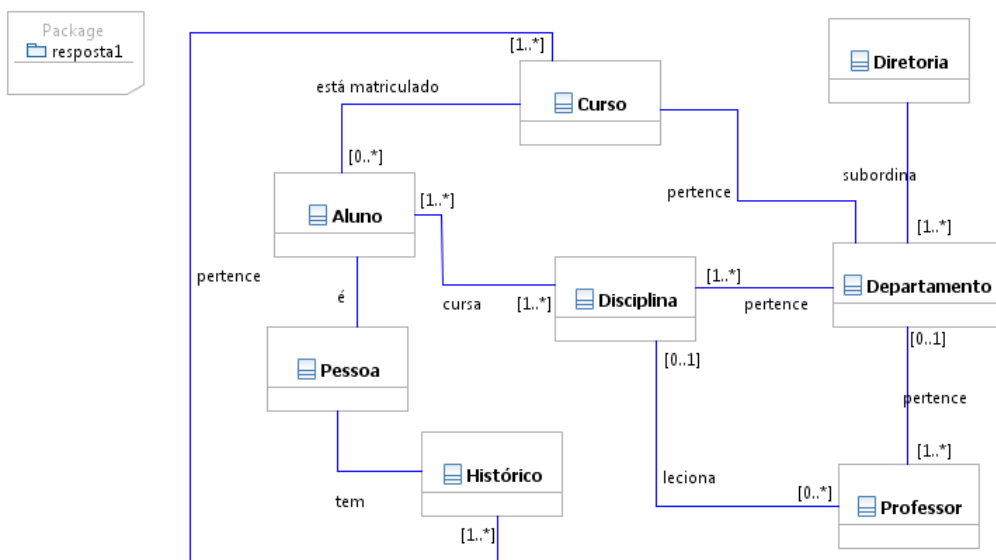 Package
resposta1
[1..*]
Diretoria
está matriculado
Curso
[0..*]
subordina
pertence
[1..*]
Aluno
[1..*]
pertence
[1..*]
Departamento
é
cursa
[1..*]
Disciplina
pertence
[0..1]
Pessoa
[0..1]
pertence
Histórico
leciona
[1..*]
tem
[0..*]
Professor
[1..*]